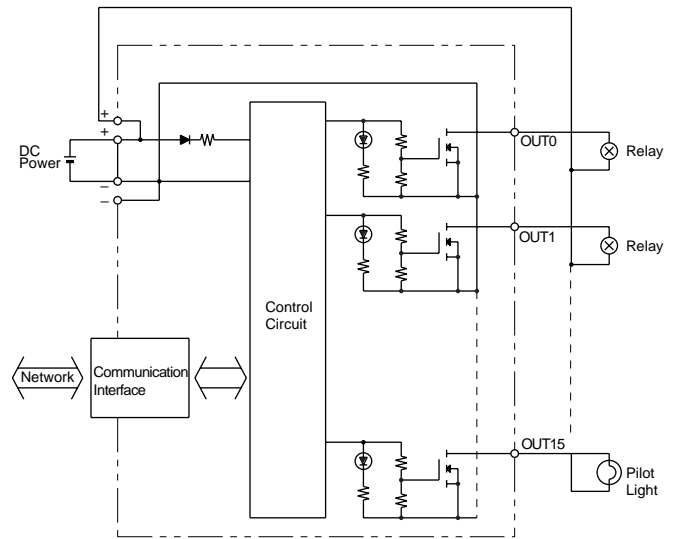 +
+
DC
Power
−
−
OUT0
Relay
OUT1
Relay
Control
Circuit
Network
Communication
Interface
OUT15
Pilot
Light